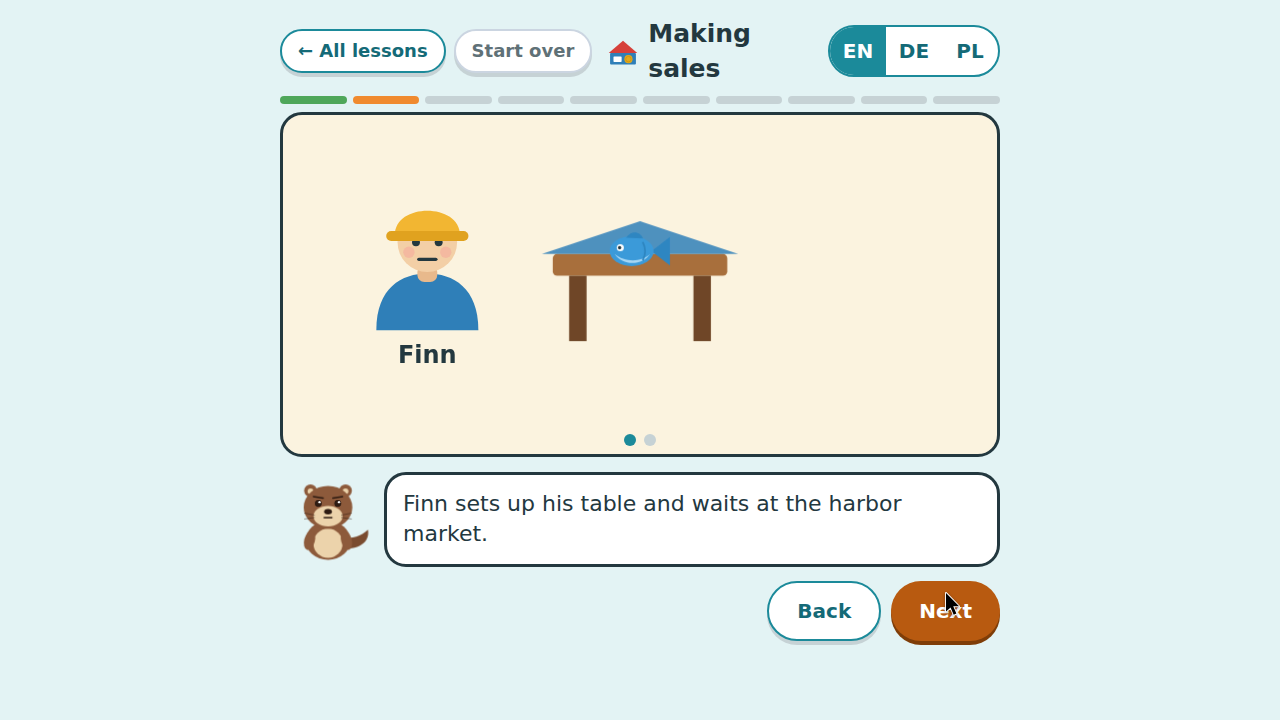 ← All lessons
Start over
Making
sales
EN DE PL
Finn
Finn sets up his table and waits at the harbor
market.
Back
Next